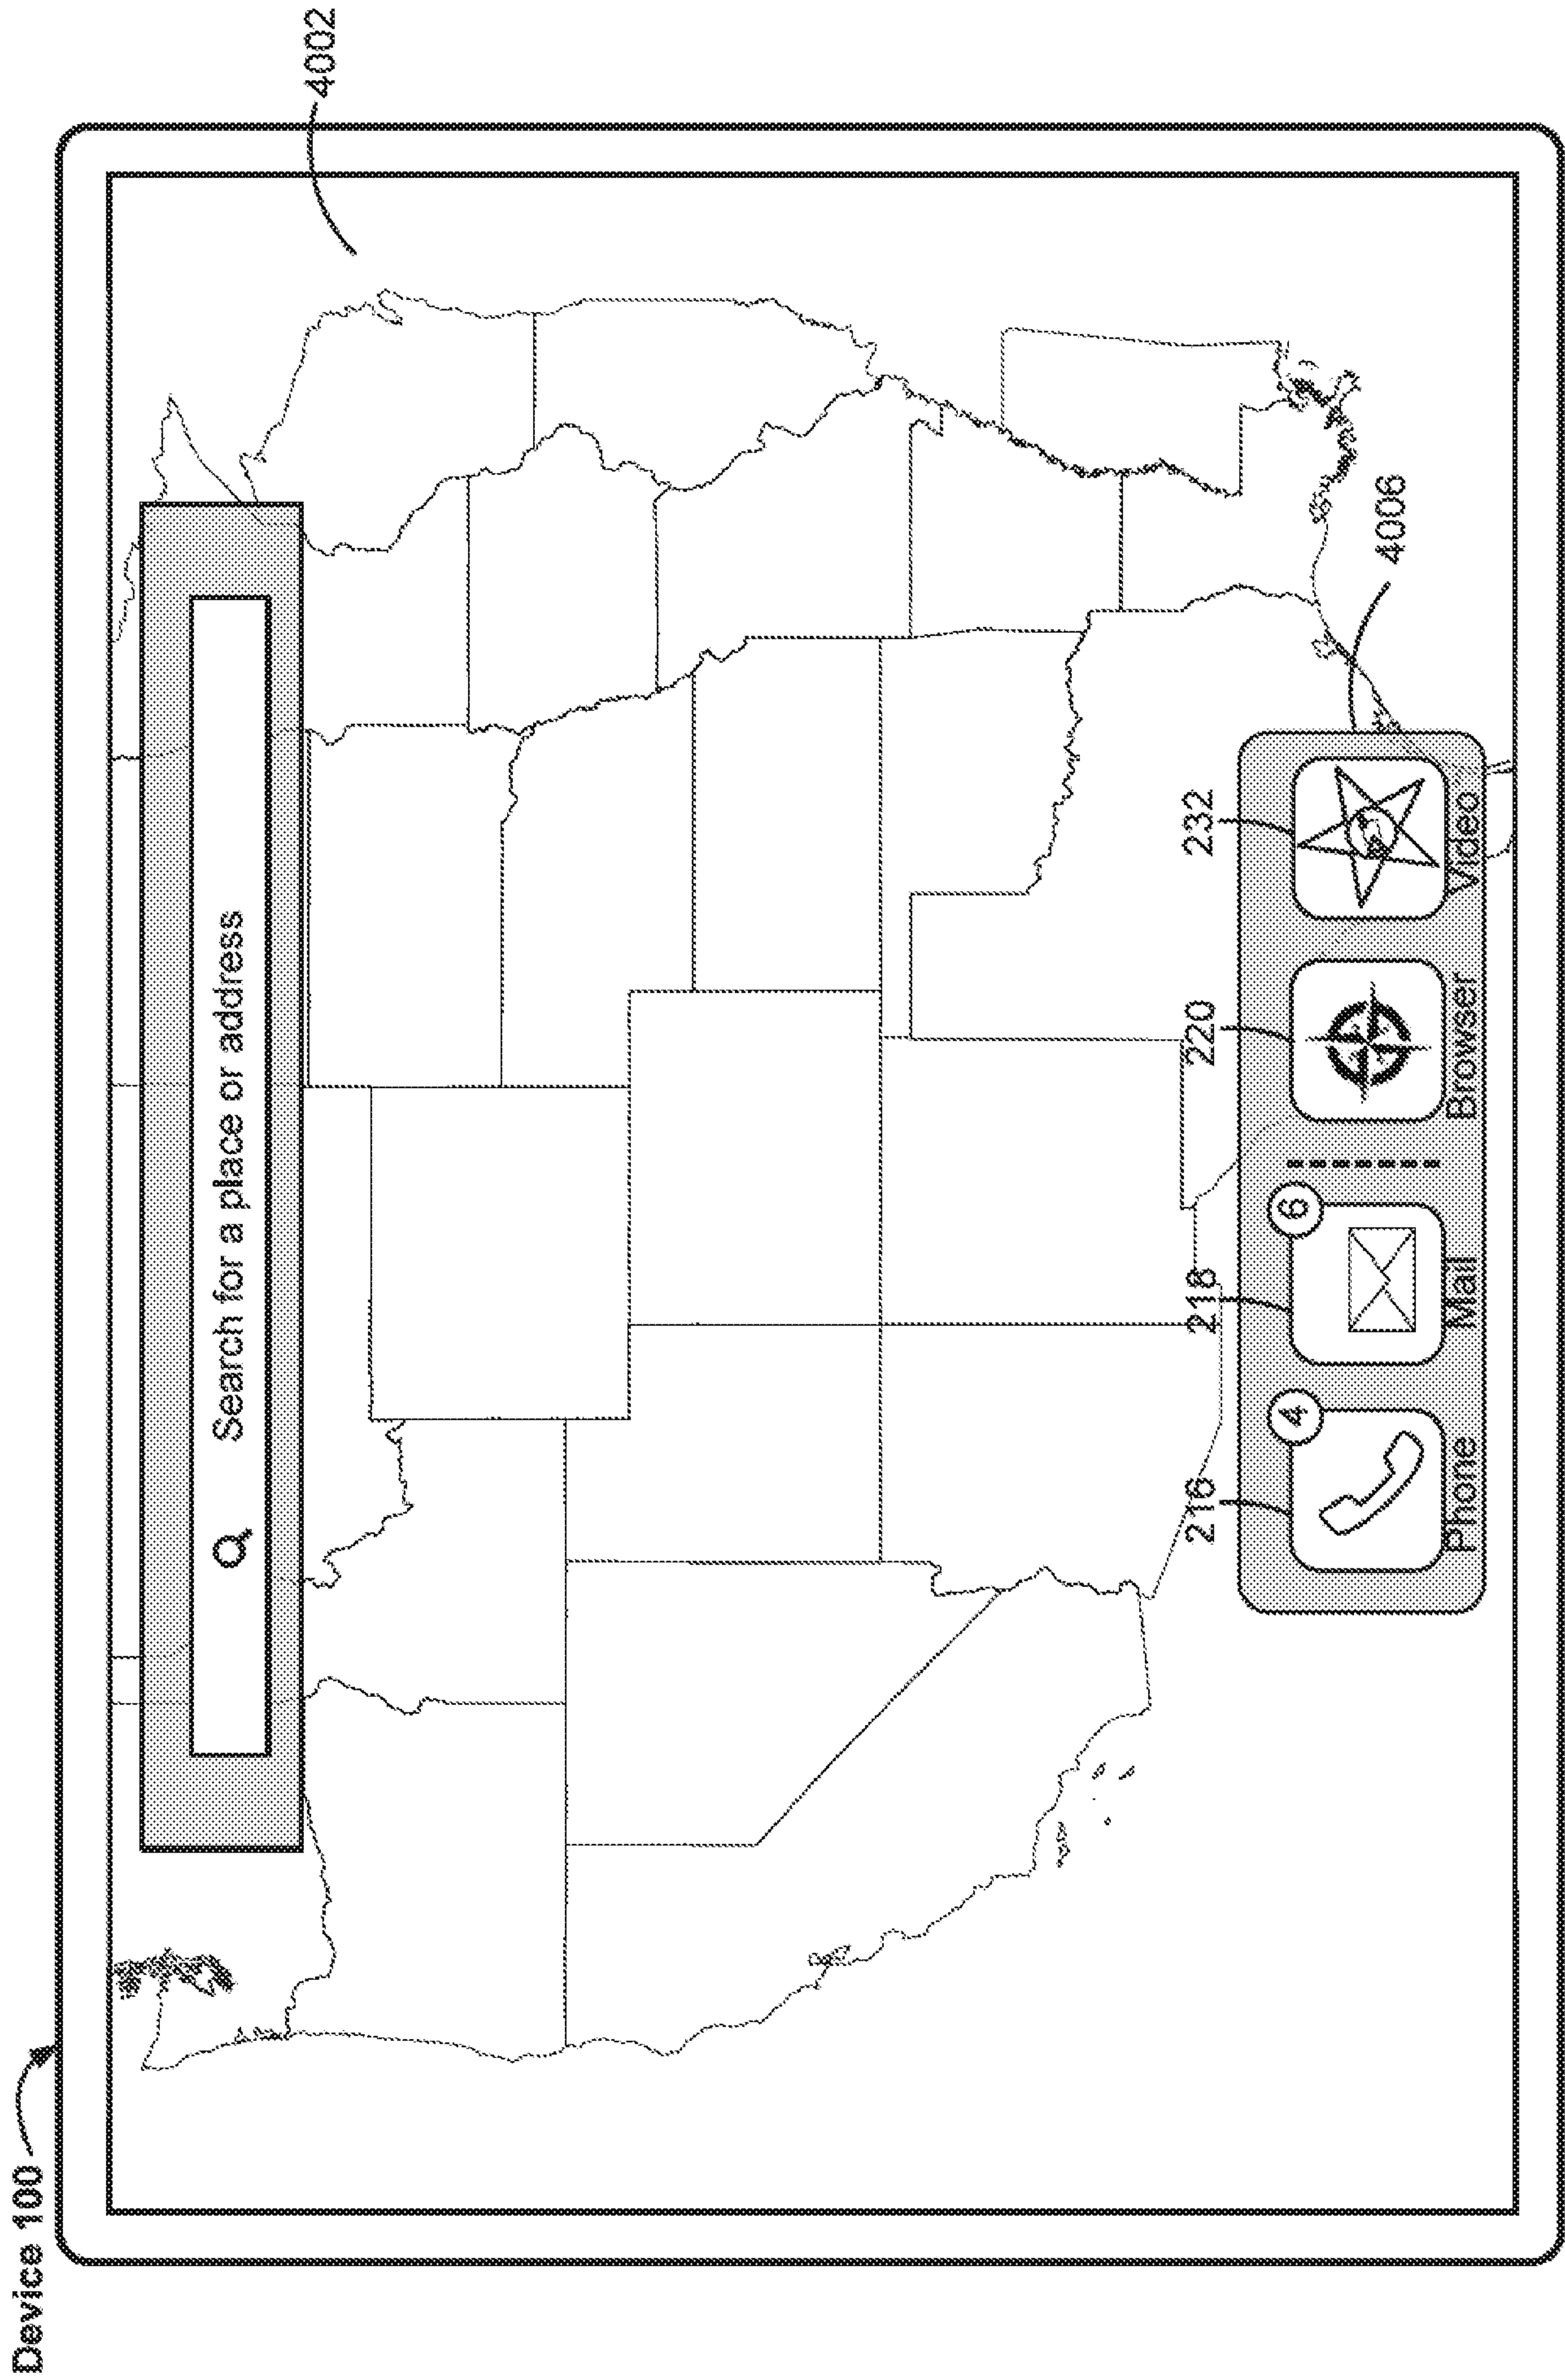 Device 100
4002
Search for a place or address
4006
216
218
220
232
4
6
Phone
Mail
Browser
Video